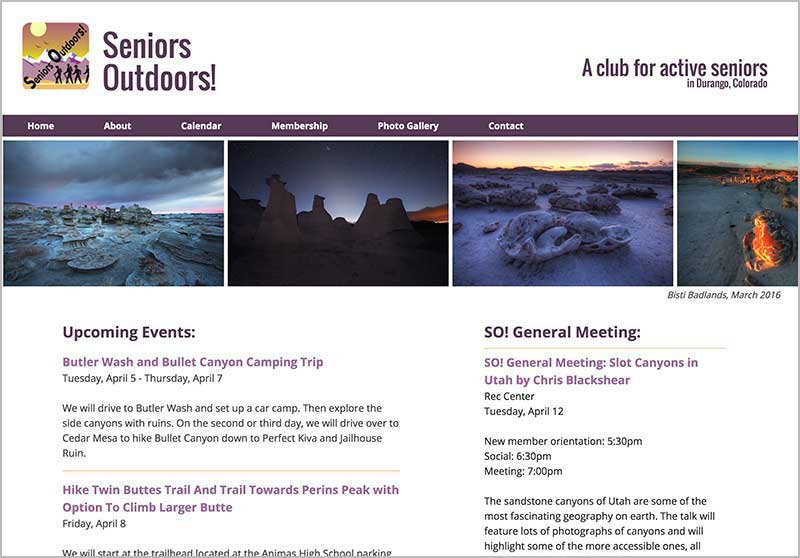 Seniors Outdoors!
Seniors
Outdoors!
A club for active seniors
in Durango, Colorado
Home About Calendar Membership Photo Gallery Contact
Bisti Badlands, March 2016
Upcoming Events:
Butler Wash and Bullet Canyon Camping Trip
Tuesday, April 5 - Thursday, April 7
We will drive to Butler Wash and set up a car camp. Then explore the
side canyons with ruins. On the second or third day, we will drive over to
Cedar Mesa to hike Bullet Canyon down to Perfect Kiva and Jailhouse
Ruin.
Hike Twin Buttes Trail And Trail Towards Perins Peak with
Option To Climb Larger Butte
Friday, April 8
We will start at the trailhead located at the Animas High School parking
SO! General Meeting:
SO! General Meeting: Slot Canyons in
Utah by Chris Blackshear
Rec Center
Tuesday, April 12
New member orientation: 5:30pm
Social: 6:30pm
Meeting: 7:00pm
The sandstone canyons of Utah are some of the
most fascinating geography on earth. The talk will
feature lots of photographs of canyons and will
highlight some of the more accessible ones, all